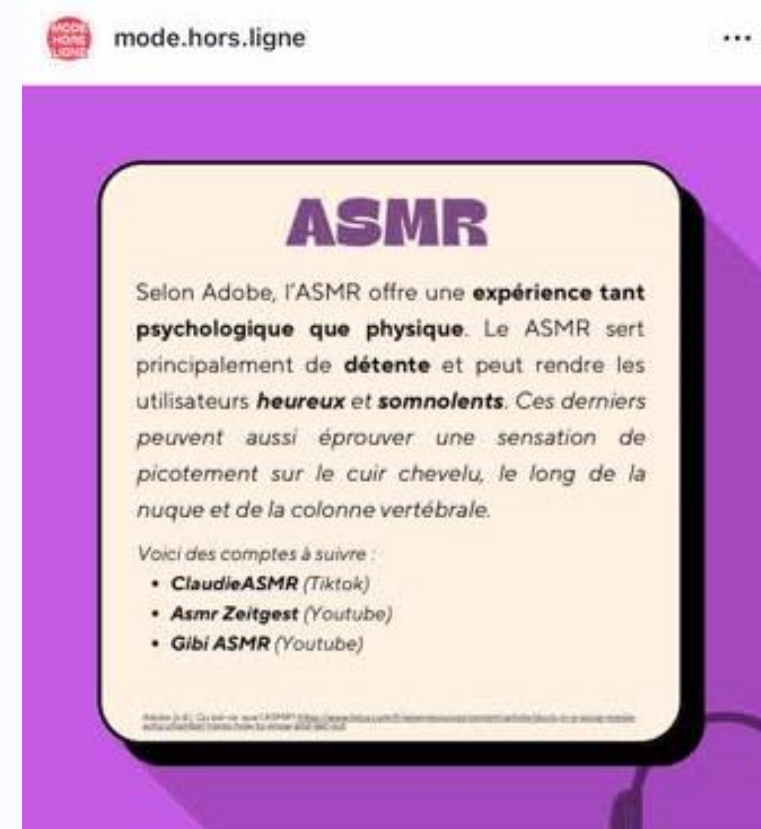 MODE
HORS
LIGNE
mode.hors.ligne
ASMR
Selon Adobe, l'ASMR offre une expérience tant
psychologique que physique. Le ASMR sert
principalement de détente et peut rendre les
utilisateurs heureux et somnolents. Ces derniers
peuvent aussi éprouver une sensation de
picotement sur le cuir chevelu, le long de la
nuque et de la colonne vertébrale.
Voici des comptes à suivre :
• ClaudieASMR (Tiktok)
• Asmr Zeitgest (Youtube)
• Gibi ASMR (Youtube)